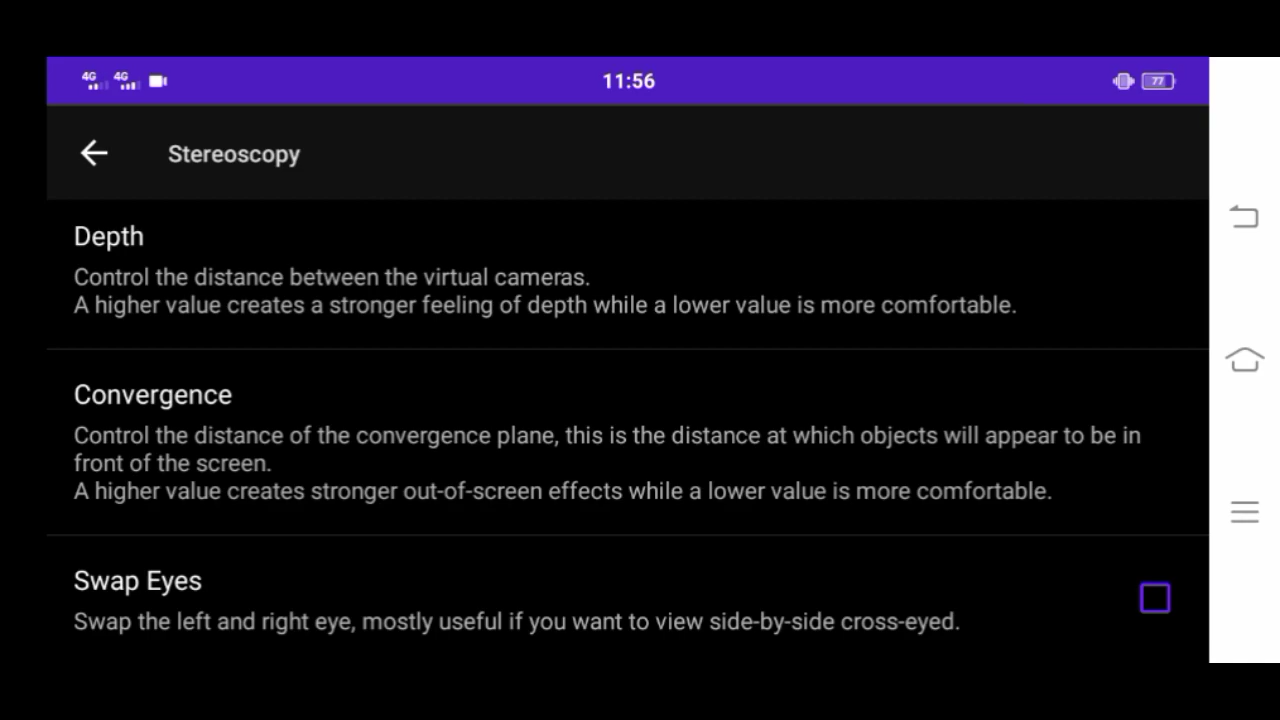 4G 4G 11:56 77
Stereoscopy
Depth
Control the distance between the virtual cameras.
A higher value creates a stronger feeling of depth while a lower value is more comfortable.
Convergence
Control the distance of the convergence plane, this is the distance at which objects will appear to be in
front of the screen.
A higher value creates stronger out-of-screen effects while a lower value is more comfortable.
Swap Eyes
Swap the left and right eye, mostly useful if you want to view side-by-side cross-eyed.